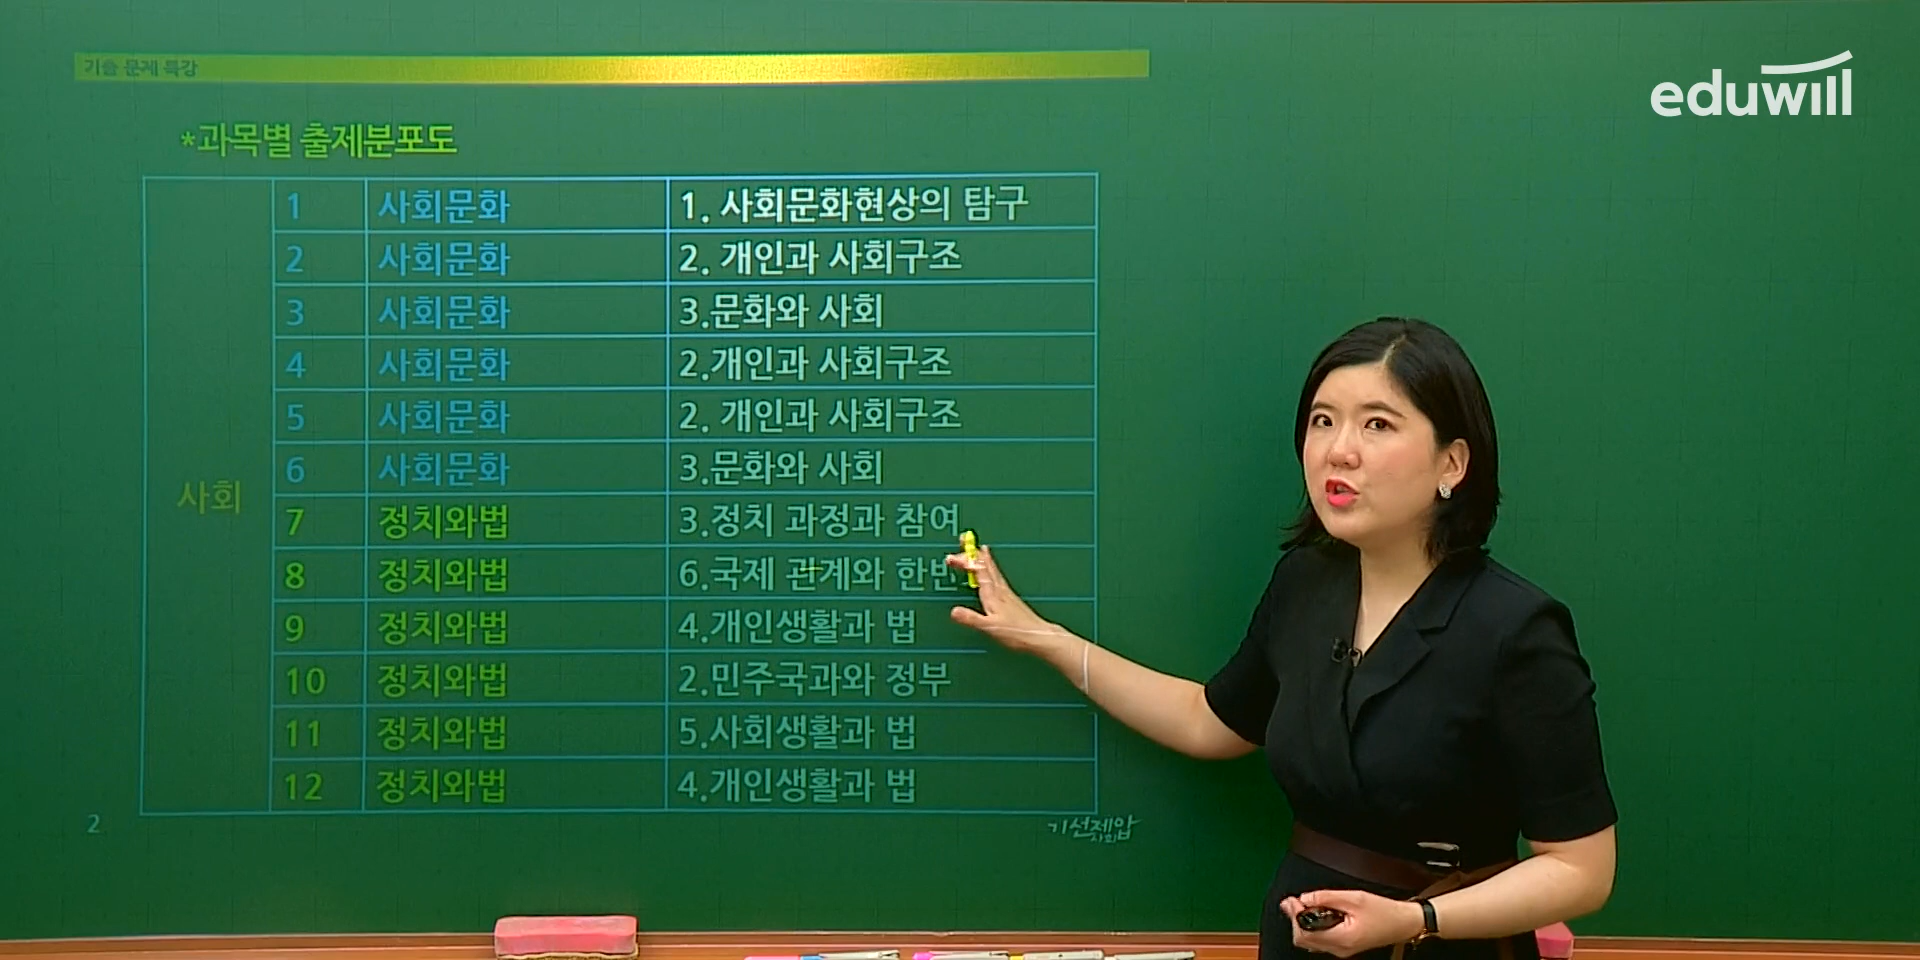 기출 문제 특강
eduwill
*과목별 출제분포도
사회
1 사회문화 1. 사회문화현상의 탐구
2 사회문화 2. 개인과 사회구조
3 사회문화 3.문화와 사회
4 사회문화 2.개인과 사회구조
5 사회문화 2. 개인과 사회구조
6 사회문화 3.문화와 사회
7 정치와법 3.정치 과정과 참여
8 정치와법 6.국제 관계와
9 정치와법 4.개인생활과 법
10 정치와법 2.민주국과와 정부
11 정치와법 5.사회생활과 법
12 정치와법 4.개인생활과 법
2
기선제압
사회